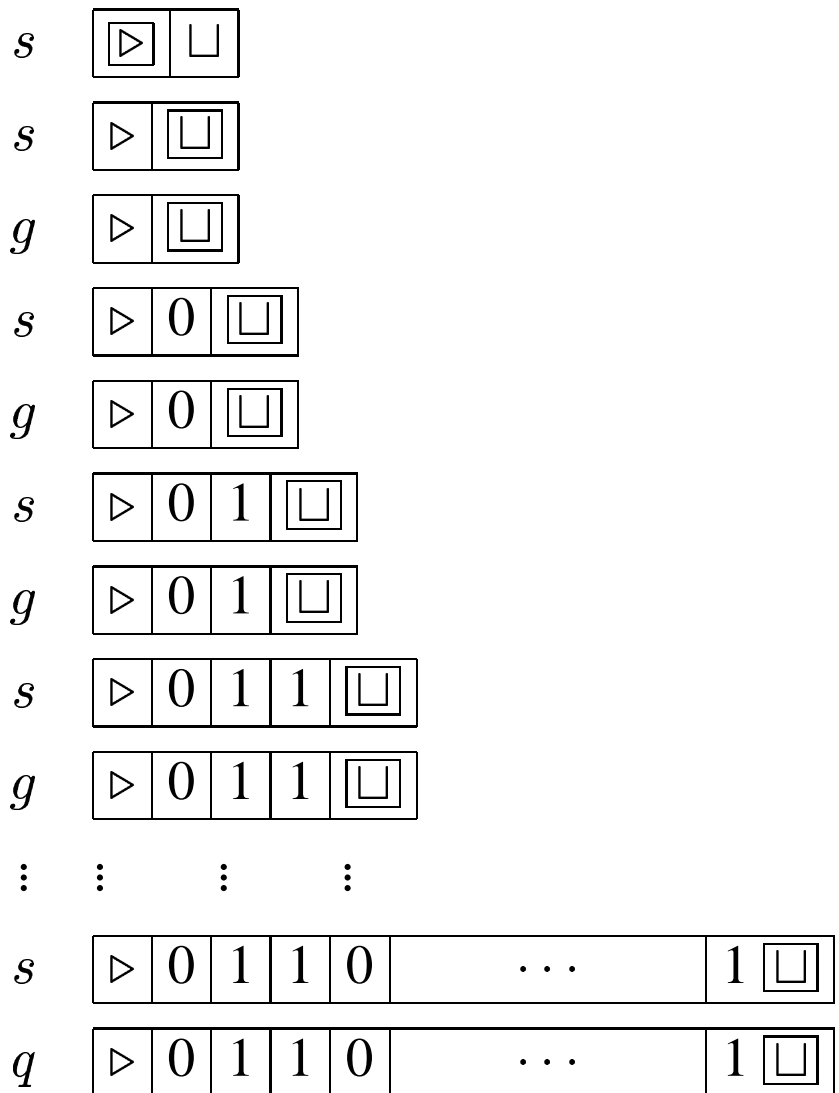 s ▷ ⊔
s ▷ ⊔
g ▷ ⊔
s ▷ 0 ⊔
g ▷ 0 ⊔
s ▷ 0 1 ⊔
g ▷ 0 1 ⊔
s ▷ 0 1 1 ⊔
g ▷ 0 1 1 ⊔
⋮ ⋮ ⋮ ⋮
s ▷ 0 1 1 0 ⋯ 1 ⊔
q ▷ 0 1 1 0 ⋯ 1 ⊔